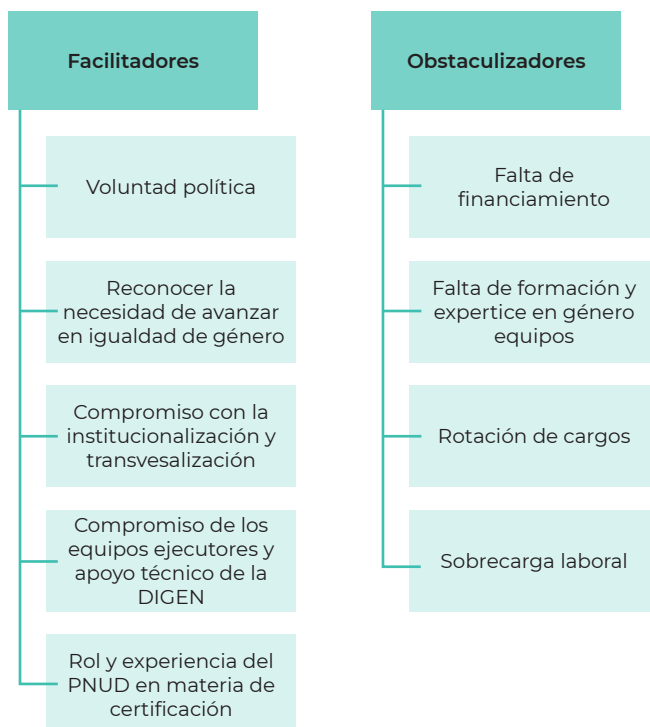 Facilitadores
Voluntad política
Reconocer la
necesidad de avanzar
en igualdad de género
Compromiso con la
institucionalización y
transvesalización
Compromiso de los
equipos ejecutores y
apoyo técnico de la
DIGEN
Rol y experiencia del
PNUD en materia de
certificación
Obstaculizadores
Falta de
financiamiento
Falta de formación y
expertice en género
equipos
Rotación de cargos
Sobrecarga laboral